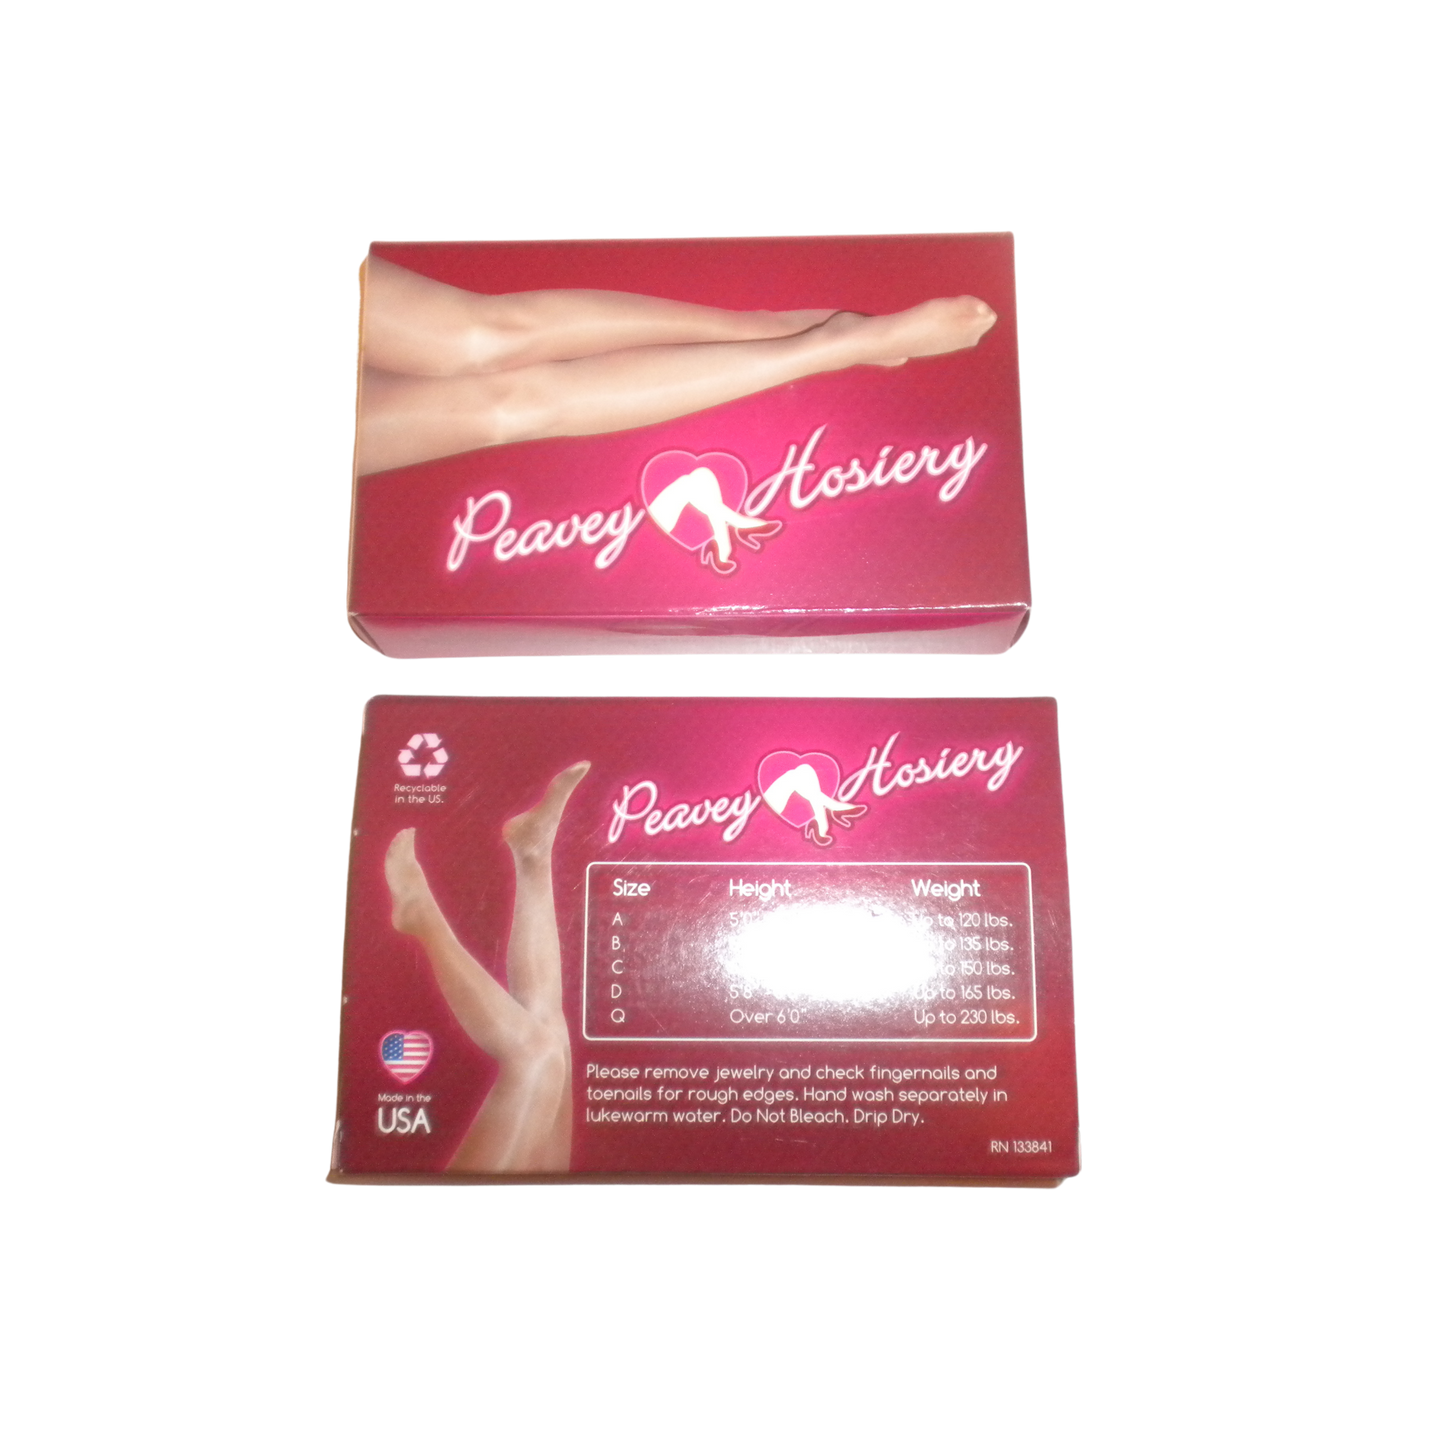 Peavey Hosiery
Recyclable
in the US.
Peavey Hosiery
Size Height Weight
A to 120 lbs.
B to 135 lbs.
C to 150 lbs.
D 5'8" to 165 lbs.
Q Over 6'0" Up to 230 lbs.
Made in the
USA
Please remove jewelry and check fingernails and
toenails for rough edges. Hand wash separately in
lukewarm water. Do Not Bleach. Drip Dry.
RN 133841